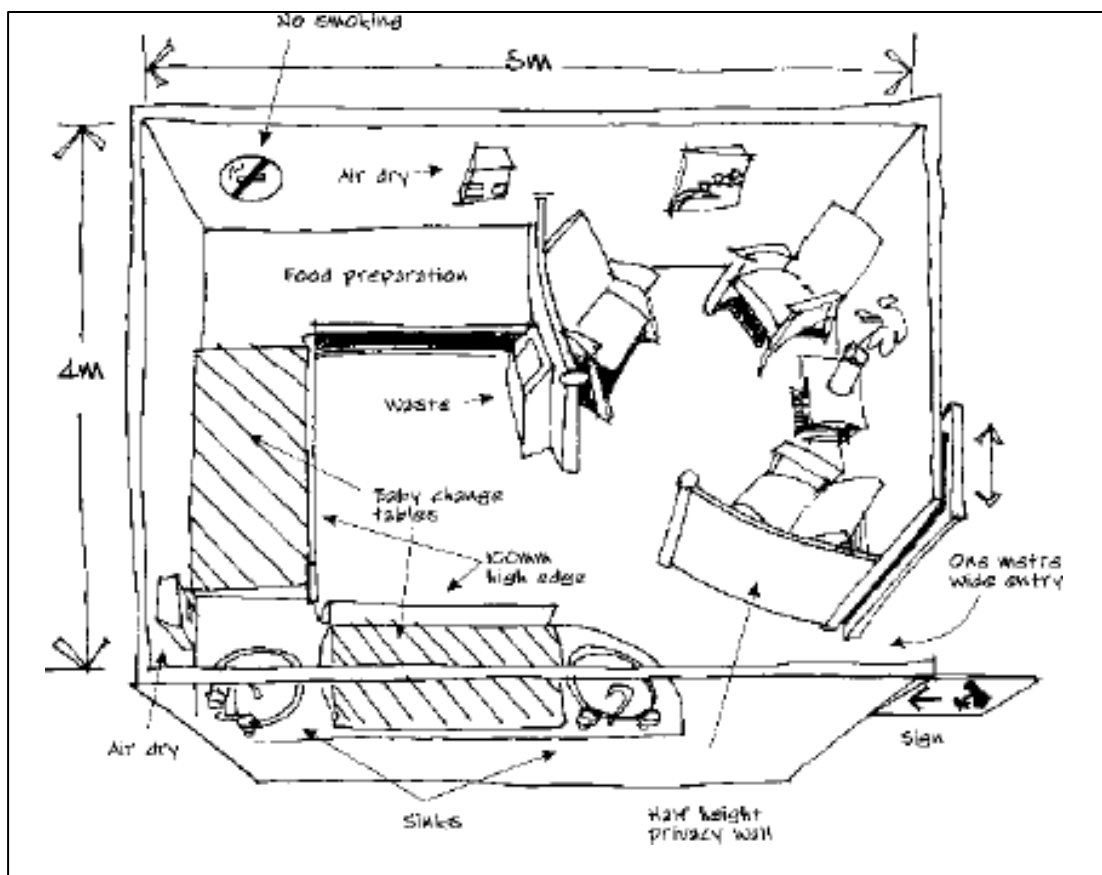 No smoking
5m
Air dry
Food preparation
4m
Waste
Baby change
tables
100mm
high edge
One metre
wide entry
Air dry
Sign
Sinks
Half height
privacy wall